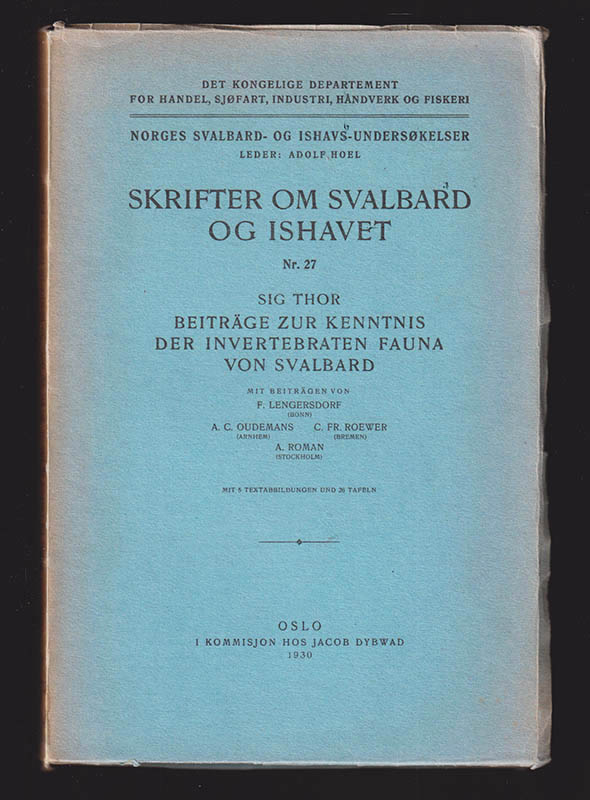 DET KONGELIGE DEPARTEMENT
FOR HANDEL, SJØFART, INDUSTRI, HÅNDVERK OG FISKERI
NORGES SVALBARD- OG ISHAVS-UNDERSØKELSER
LEDER: ADOLF HOEL
SKRIFTER OM SVALBARD
OG ISHAVET
Nr. 27
SIG THOR
BEITRÄGE ZUR KENNTNIS
DER INVERTEBRATEN FAUNA
VON SVALBARD
MIT BEITRÄGEN VON
F. LENGERSDORF
(BONN)
A. C. OUDEMANS C. FR. ROEWER
(ARNHEM) (BREMEN)
A. ROMAN
(STOCKHOLM)
MIT 5 TEXTABBILDUNGEN UND 26 TAFELN
OSLO
I KOMMISJON HOS JACOB DYBWAD
1930